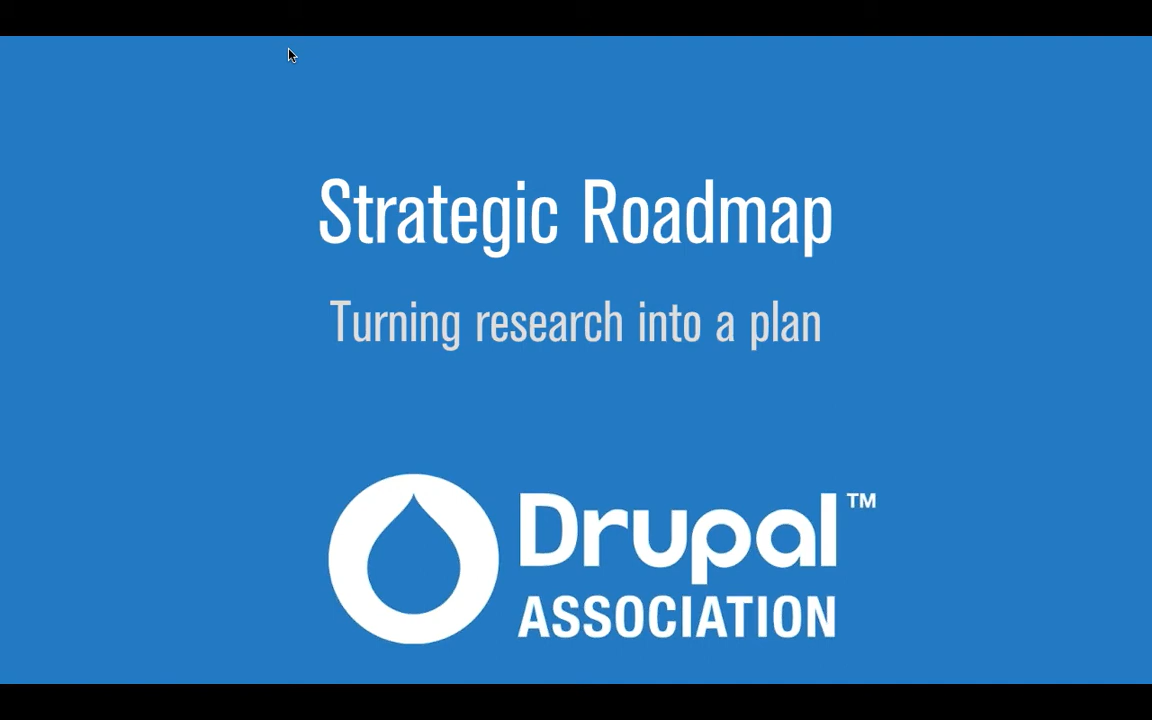 Strategic Roadmap
Turning research into a plan
Drupal™
ASSOCIATION